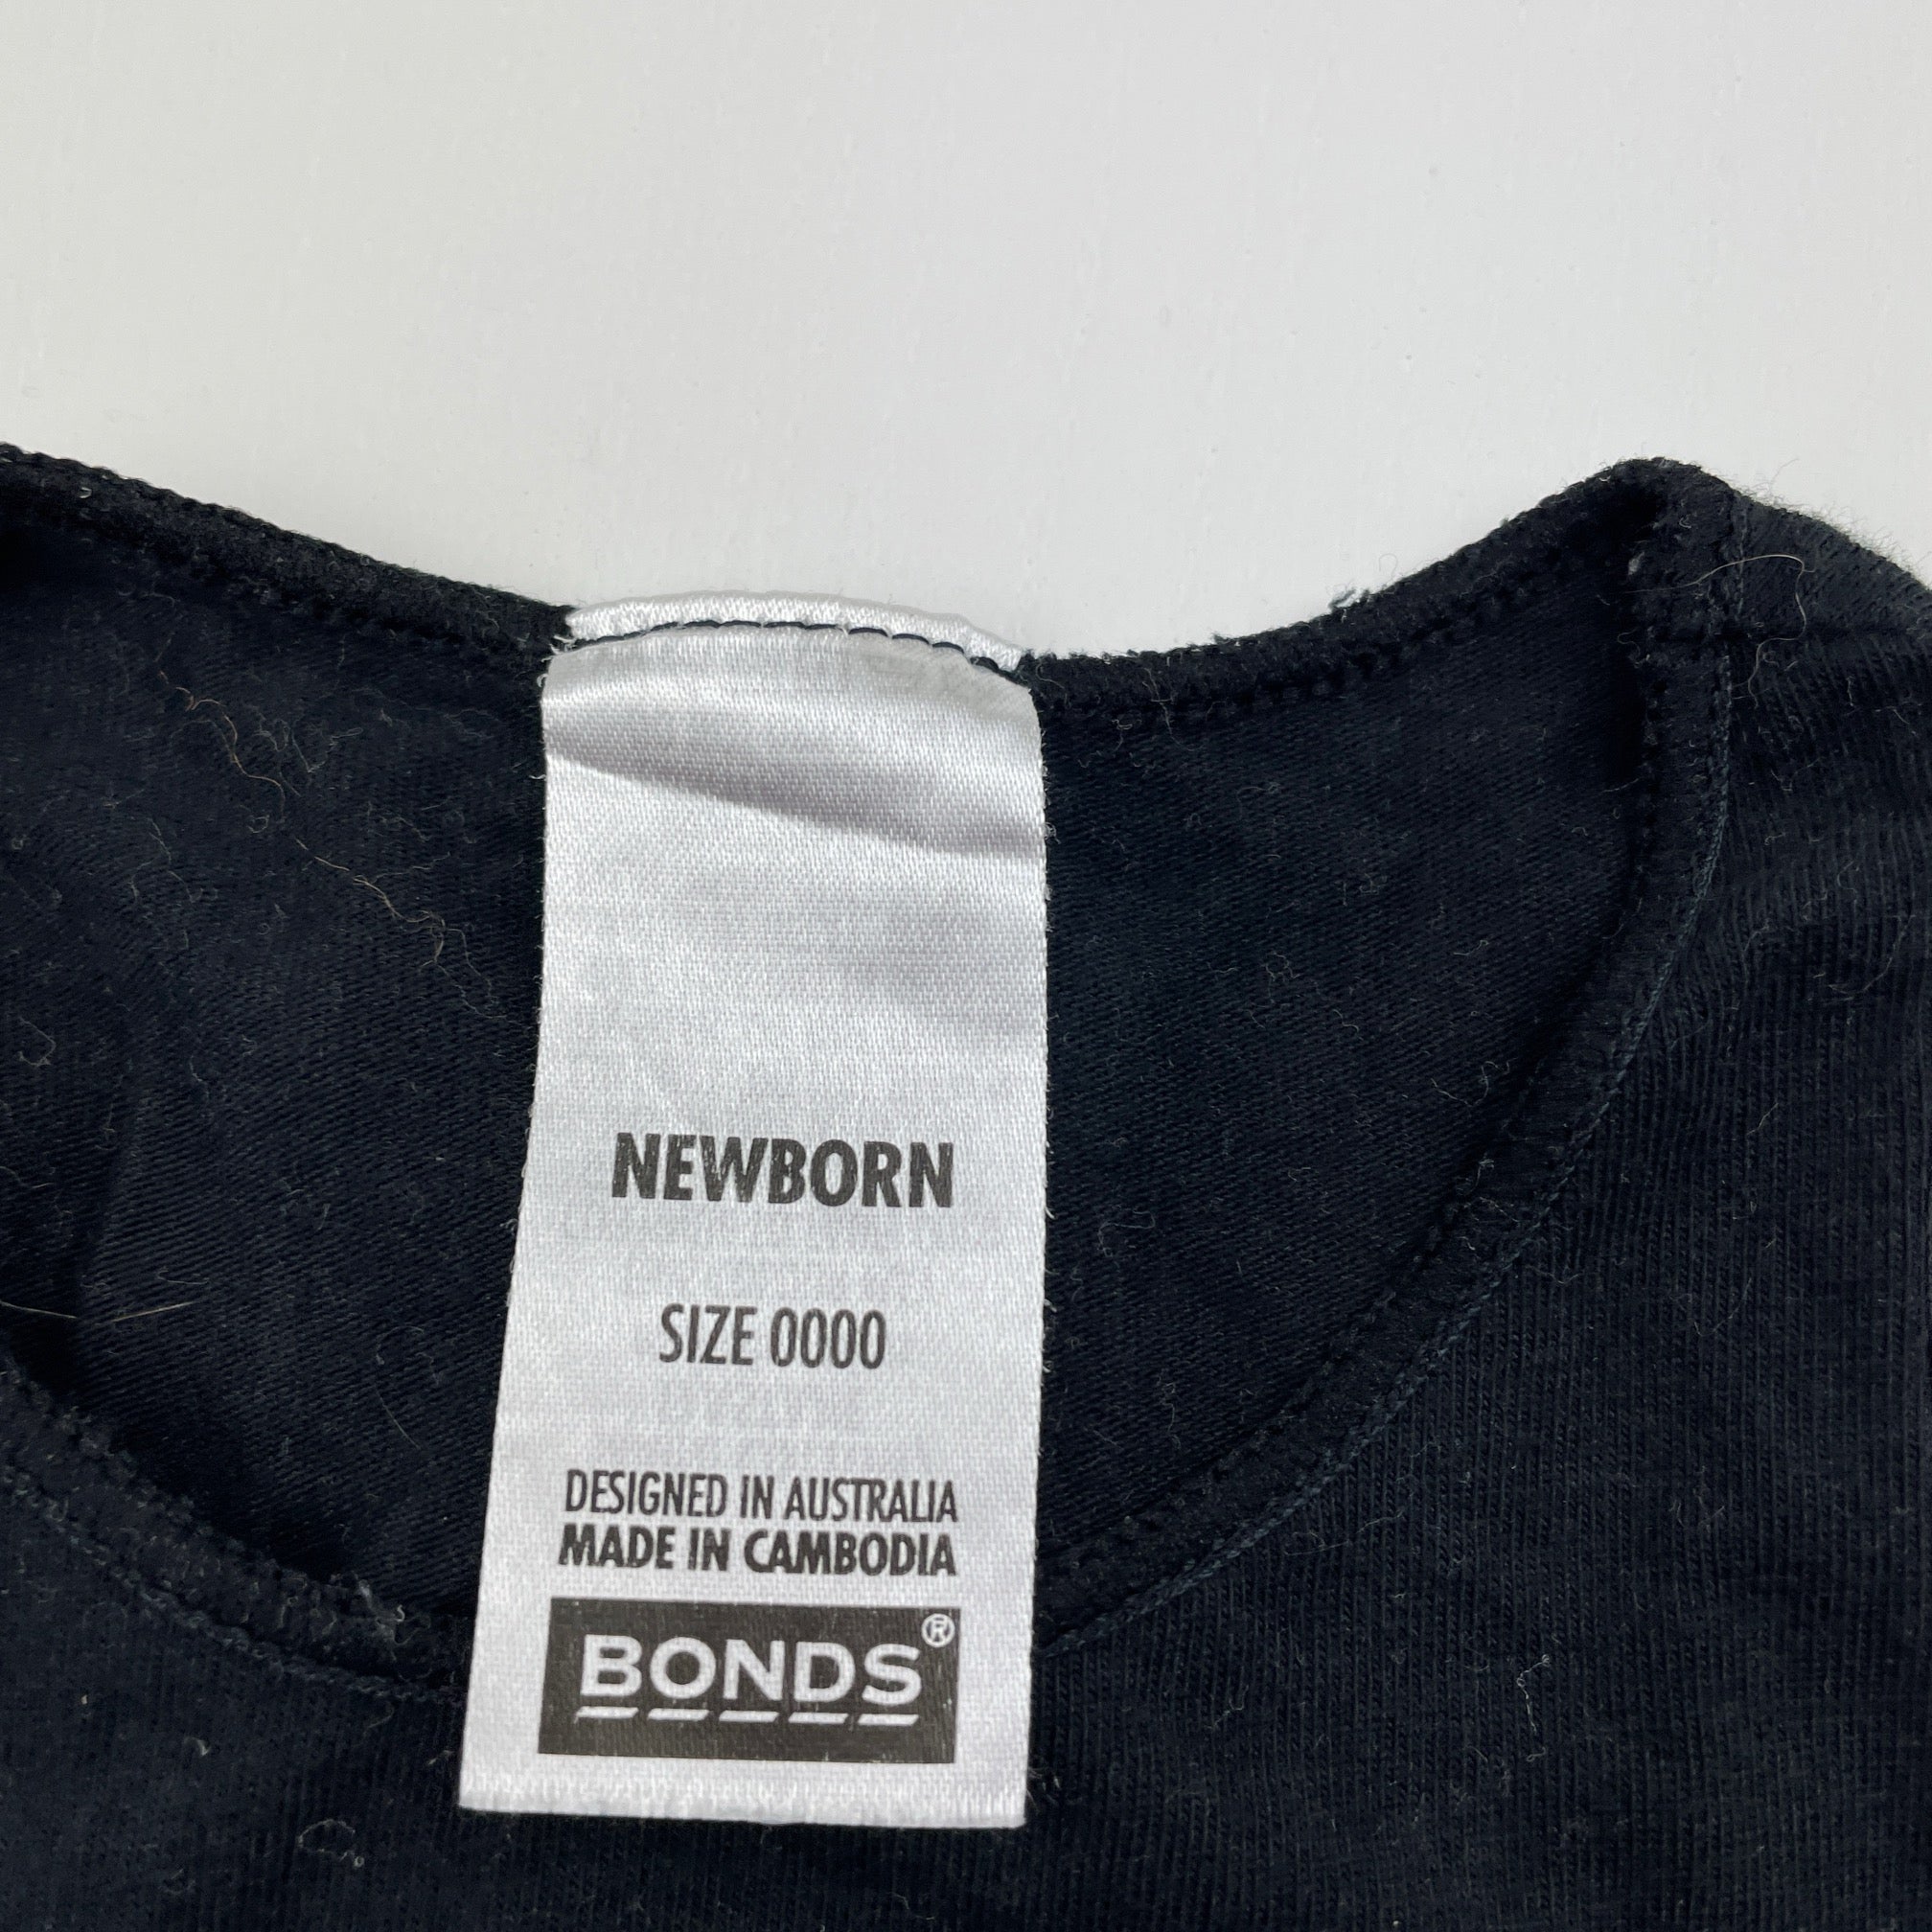 NEWBORN
SIZE 0000
DESIGNED IN AUSTRALIA
MADE IN CAMBODIA
BONDS®